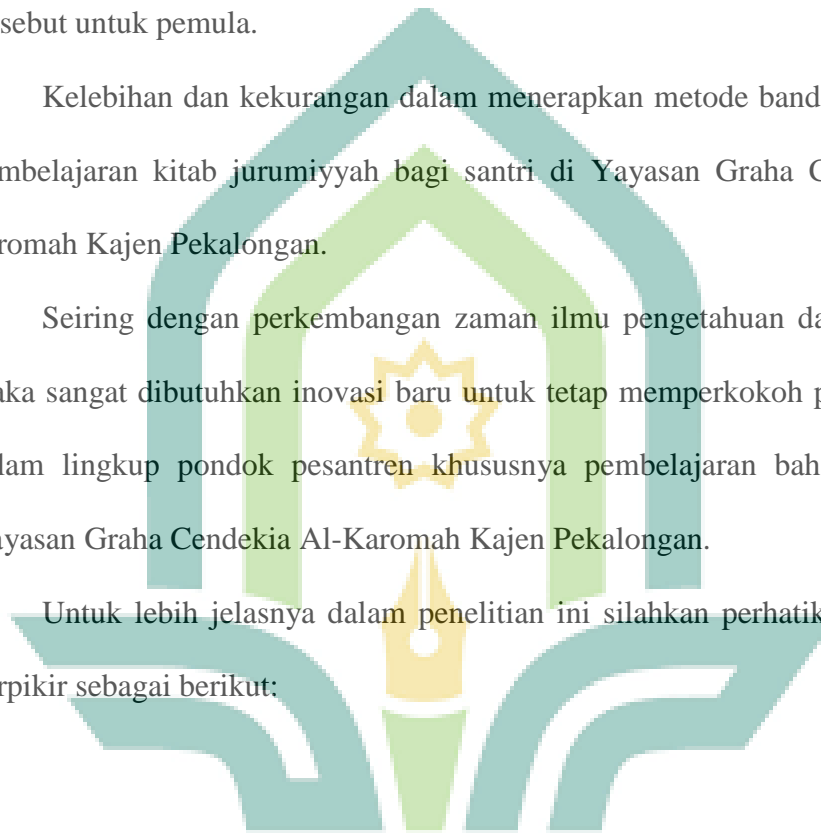 sebut untuk pemula.
Kelebihan dan kekurangan dalam menerapkan metode band
mbelajaran kitab jurumiyyah bagi santri di Yayasan Graha C
romah Kajen Pekalongan.
Seiring dengan perkembangan zaman ilmu pengetahuan da
aka sangat dibutuhkan inovasi baru untuk tetap memperkokoh p
lam lingkup pondok pesantren khususnya pembelajaran bah
ayasan Graha Cendekia Al-Karomah Kajen Pekalongan.
Untuk lebih jelasnya dalam penelitian ini silahkan perhatik
rpikir sebagai berikut: